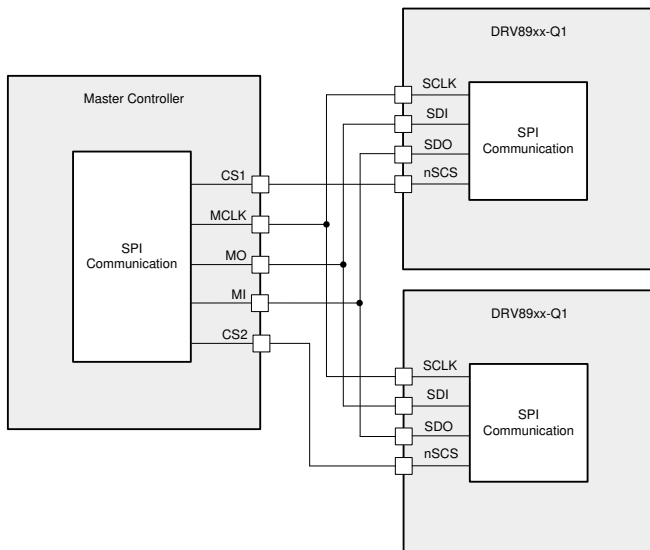 Master Controller
SPI
Communication
CS1
MCLK
MO
MI
CS2
DRV89xx-Q1
SCLK
SDI
SDO
nSCS
SPI
Communication
DRV89xx-Q1
SCLK
SDI
SDO
nSCS
SPI
Communication